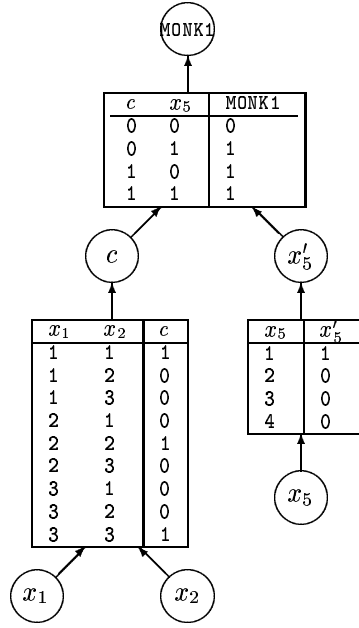 MONK1
c x₅ MONK1
0 0 0
0 1 1
1 0 1
1 1 1
c x₅′
x₁ x₂ c
1 1 1
1 2 0
1 3 0
2 1 0
2 2 1
2 3 0
3 1 0
3 2 0
3 3 1
x₅ x₅′
1 1
2 0
3 0
4 0
x₅
x₁ x₂